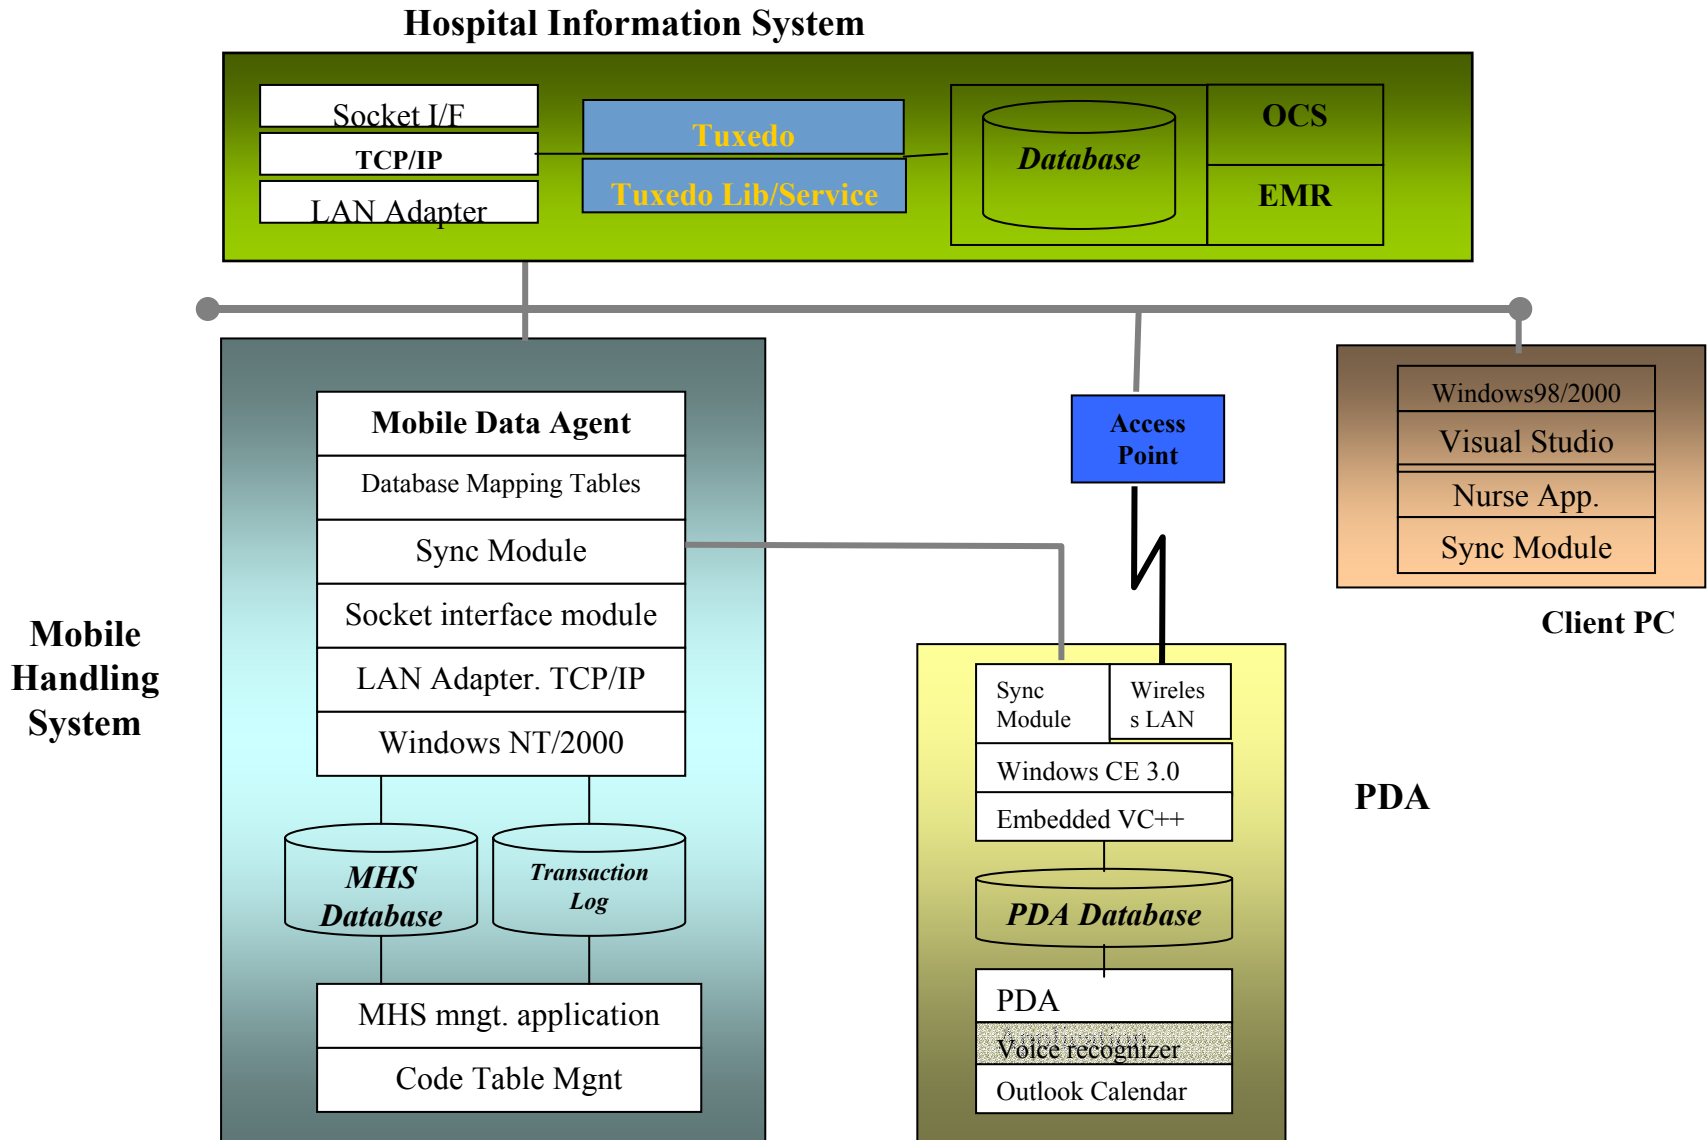 Hospital Information System
Socket I/F
TCP/IP
LAN Adapter
Tuxedo
Tuxedo Lib/Service
Database
OCS
EMR
Mobile Data Agent
Database Mapping Tables
Sync Module
Socket interface module
LAN Adapter. TCP/IP
Windows NT/2000
MHS
Database
Transaction
Log
MHS mngt. application
Code Table Mgnt
Mobile
Handling
System
Access
Point
Windows98/2000
Visual Studio
Nurse App.
Sync Module
Client PC
Sync
Module
Wireles
s LAN
Windows CE 3.0
Embedded VC++
PDA Database
PDA
Voice recognizer
Outlook Calendar
PDA